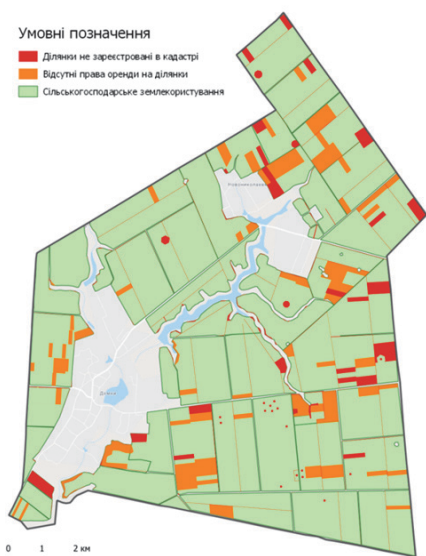 Умовні позначення
Ділянки не зареєстровані в кадастрі
Відсутні права оренди на ділянки
Сільськогосподарське землекористування
0 1 2 км